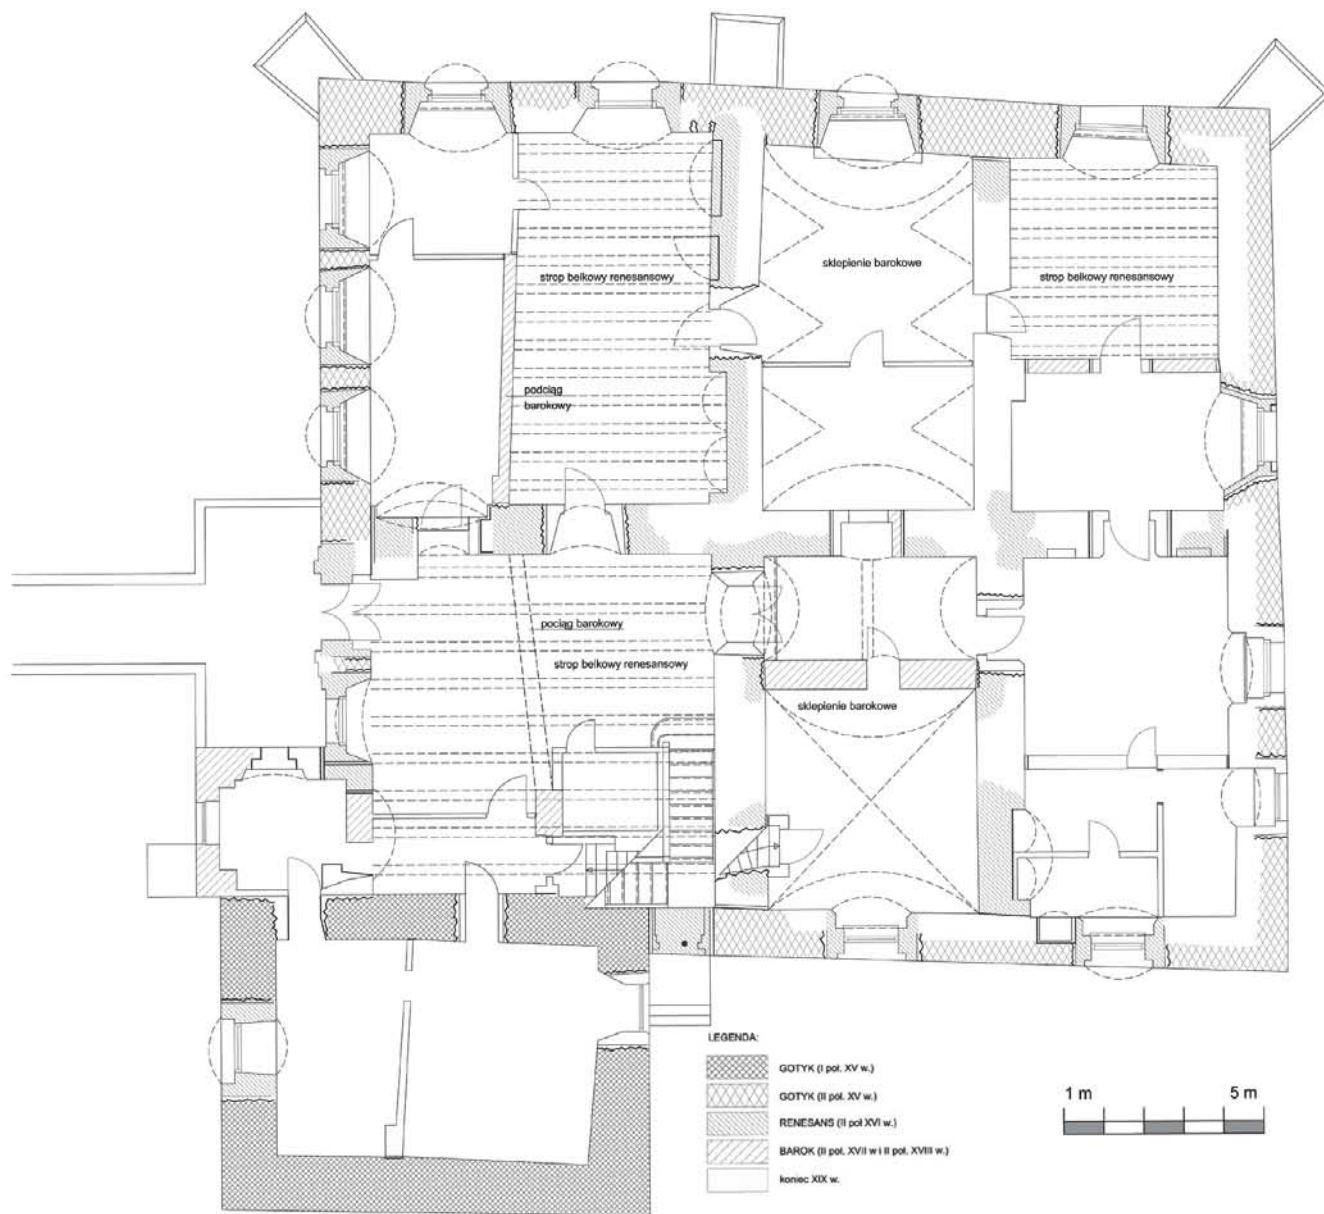 sklepienie barokowe
strop belkowy renesansowy
strop belkowy renesansowy
podciąg
barokowy
pociąg barokowy
strop belkowy renesansowy
sklepienie barokowe
LEGENDA:
GOTYK (I poł. XV w.)
GOTYK (II poł. XV w.)
RENESANS (II poł XVI w.)
BAROK (II poł. XVII w i II poł. XVIII w.)
koniec XIX w.
1 m 5 m